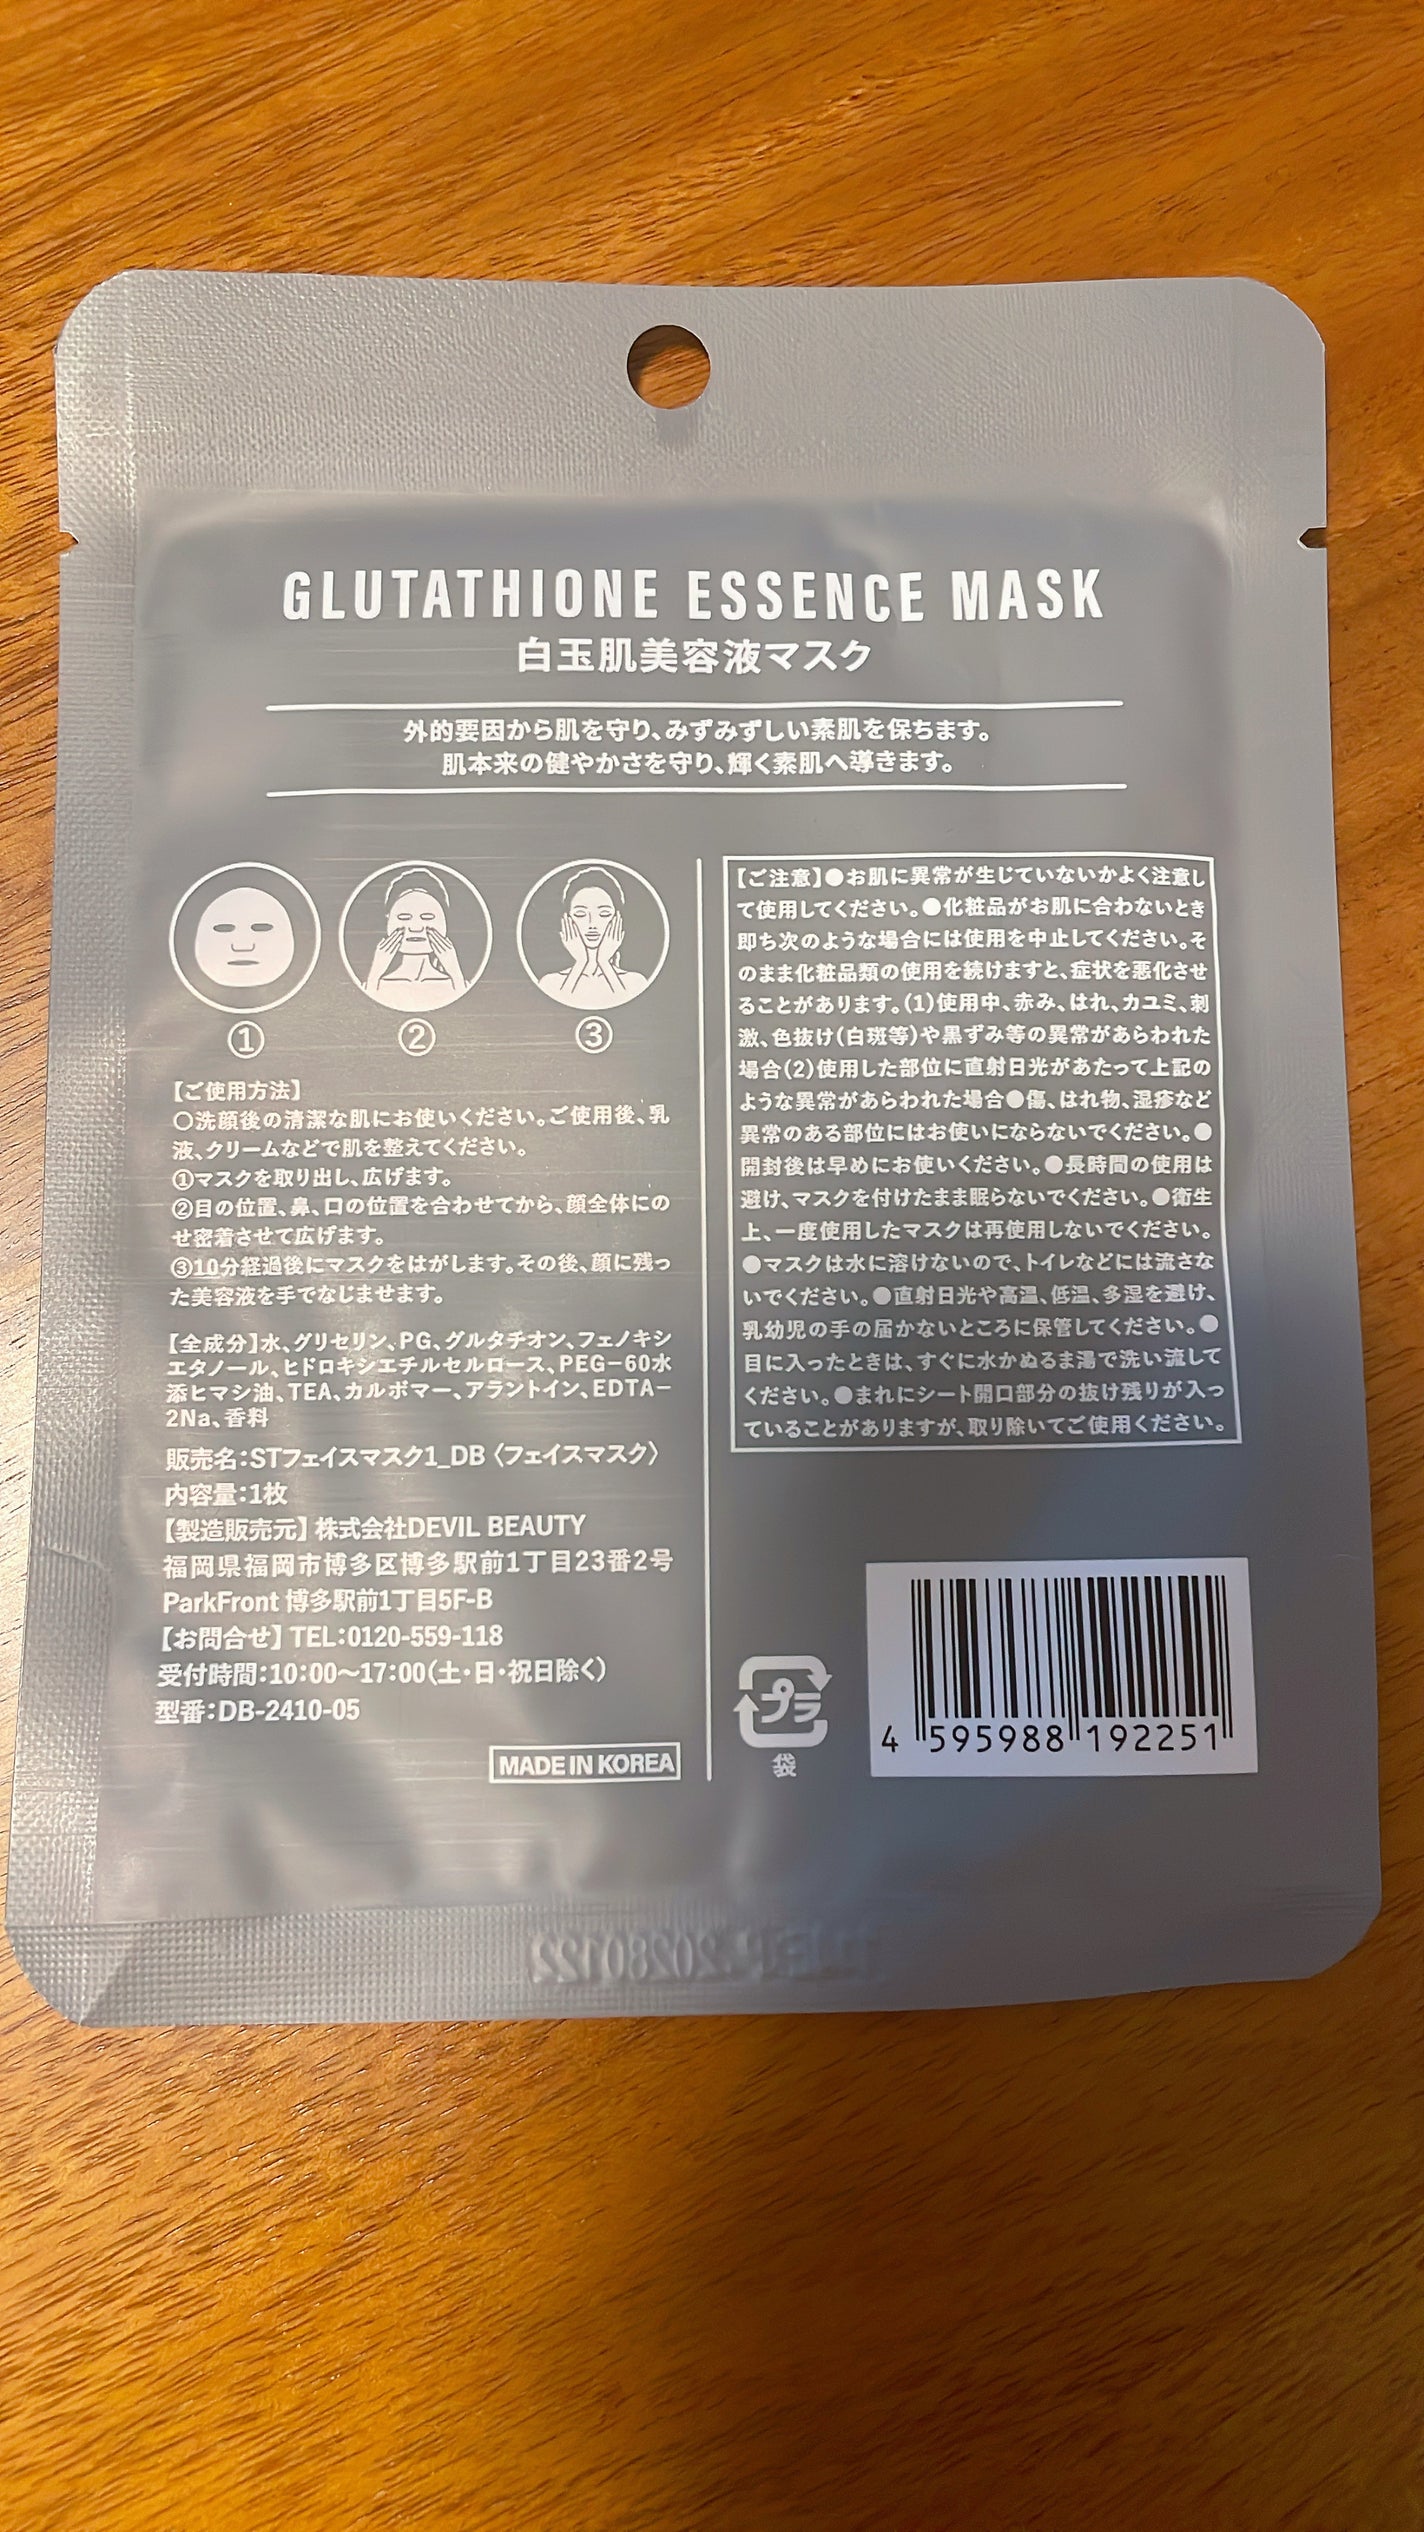 GLUTATHIONE ESSENCE MASK
白玉肌美容液マスク
外的要因から肌を守り、みずみずしい素肌を保ちます。
肌本来の健やかさを守り、輝く素肌へ導きます。
①
②
③
【ご使用方法】
○洗顔後の清潔な肌にお使いください。ご使用後、乳
液、クリームなどで肌を整えてください。
①マスクを取り出し、広げます。
②目の位置、鼻、口の位置を合わせてから、顔全体にの
せ密着させて広げます。
③10分経過後にマスクをはがします。その後、顔に残っ
た美容液を手でなじませます。
【全成分】水、グリセリン、PG、グルタチオン、フェノキシ
エタノール、ヒドロキシエチルセルロース、PEG-60水
添ヒマシ油、TEA、カルボマー、アラントイン、EDTA-
2Na、香料
販売名:STフェイスマスク1_DB〈フェイスマスク〉
内容量:1枚
【製造販売元】株式会社DEVIL BEAUTY
福岡県福岡市博多区博多駅前1丁目23番2号
ParkFront 博多駅前1丁目5F-B
【お問合せ】TEL:0120-559-118
受付時間:10:00〜17:00(土・日・祝日除く)
型番:DB-2410-05
MADE IN KOREA
【ご注意】●お肌に異常が生じていないかよく注意し
て使用してください。●化粧品がお肌に合わないとき
即ち次のような場合には使用を中止してください。そ
のまま化粧品類の使用を続けますと、症状を悪化させ
ることがあります。(1)使用中、赤み、はれ、カユミ、刺
激、色抜け(白斑等)や黒ずみ等の異常があらわれた
場合(2)使用した部位に直射日光があたって上記の
ような異常があらわれた場合●傷、はれ物、湿疹など
異常のある部位にはお使いにならないでください。●
開封後は早めにお使いください。●長時間の使用は
避け、マスクを付けたまま眠らないでください。●衛生
上、一度使用したマスクは再使用しないでください。
●マスクは水に溶けないので、トイレなどには流さな
いでください。●直射日光や高温、低温、多湿を避け、
乳幼児の手の届かないところに保管してください。●
目に入ったときは、すぐに水かぬるま湯で洗い流して
ください。●まれにシート開口部分の抜け残りが入っ
ていることがありますが、取り除いてご使用ください。
プラ
袋
4 595988 192251
20280122